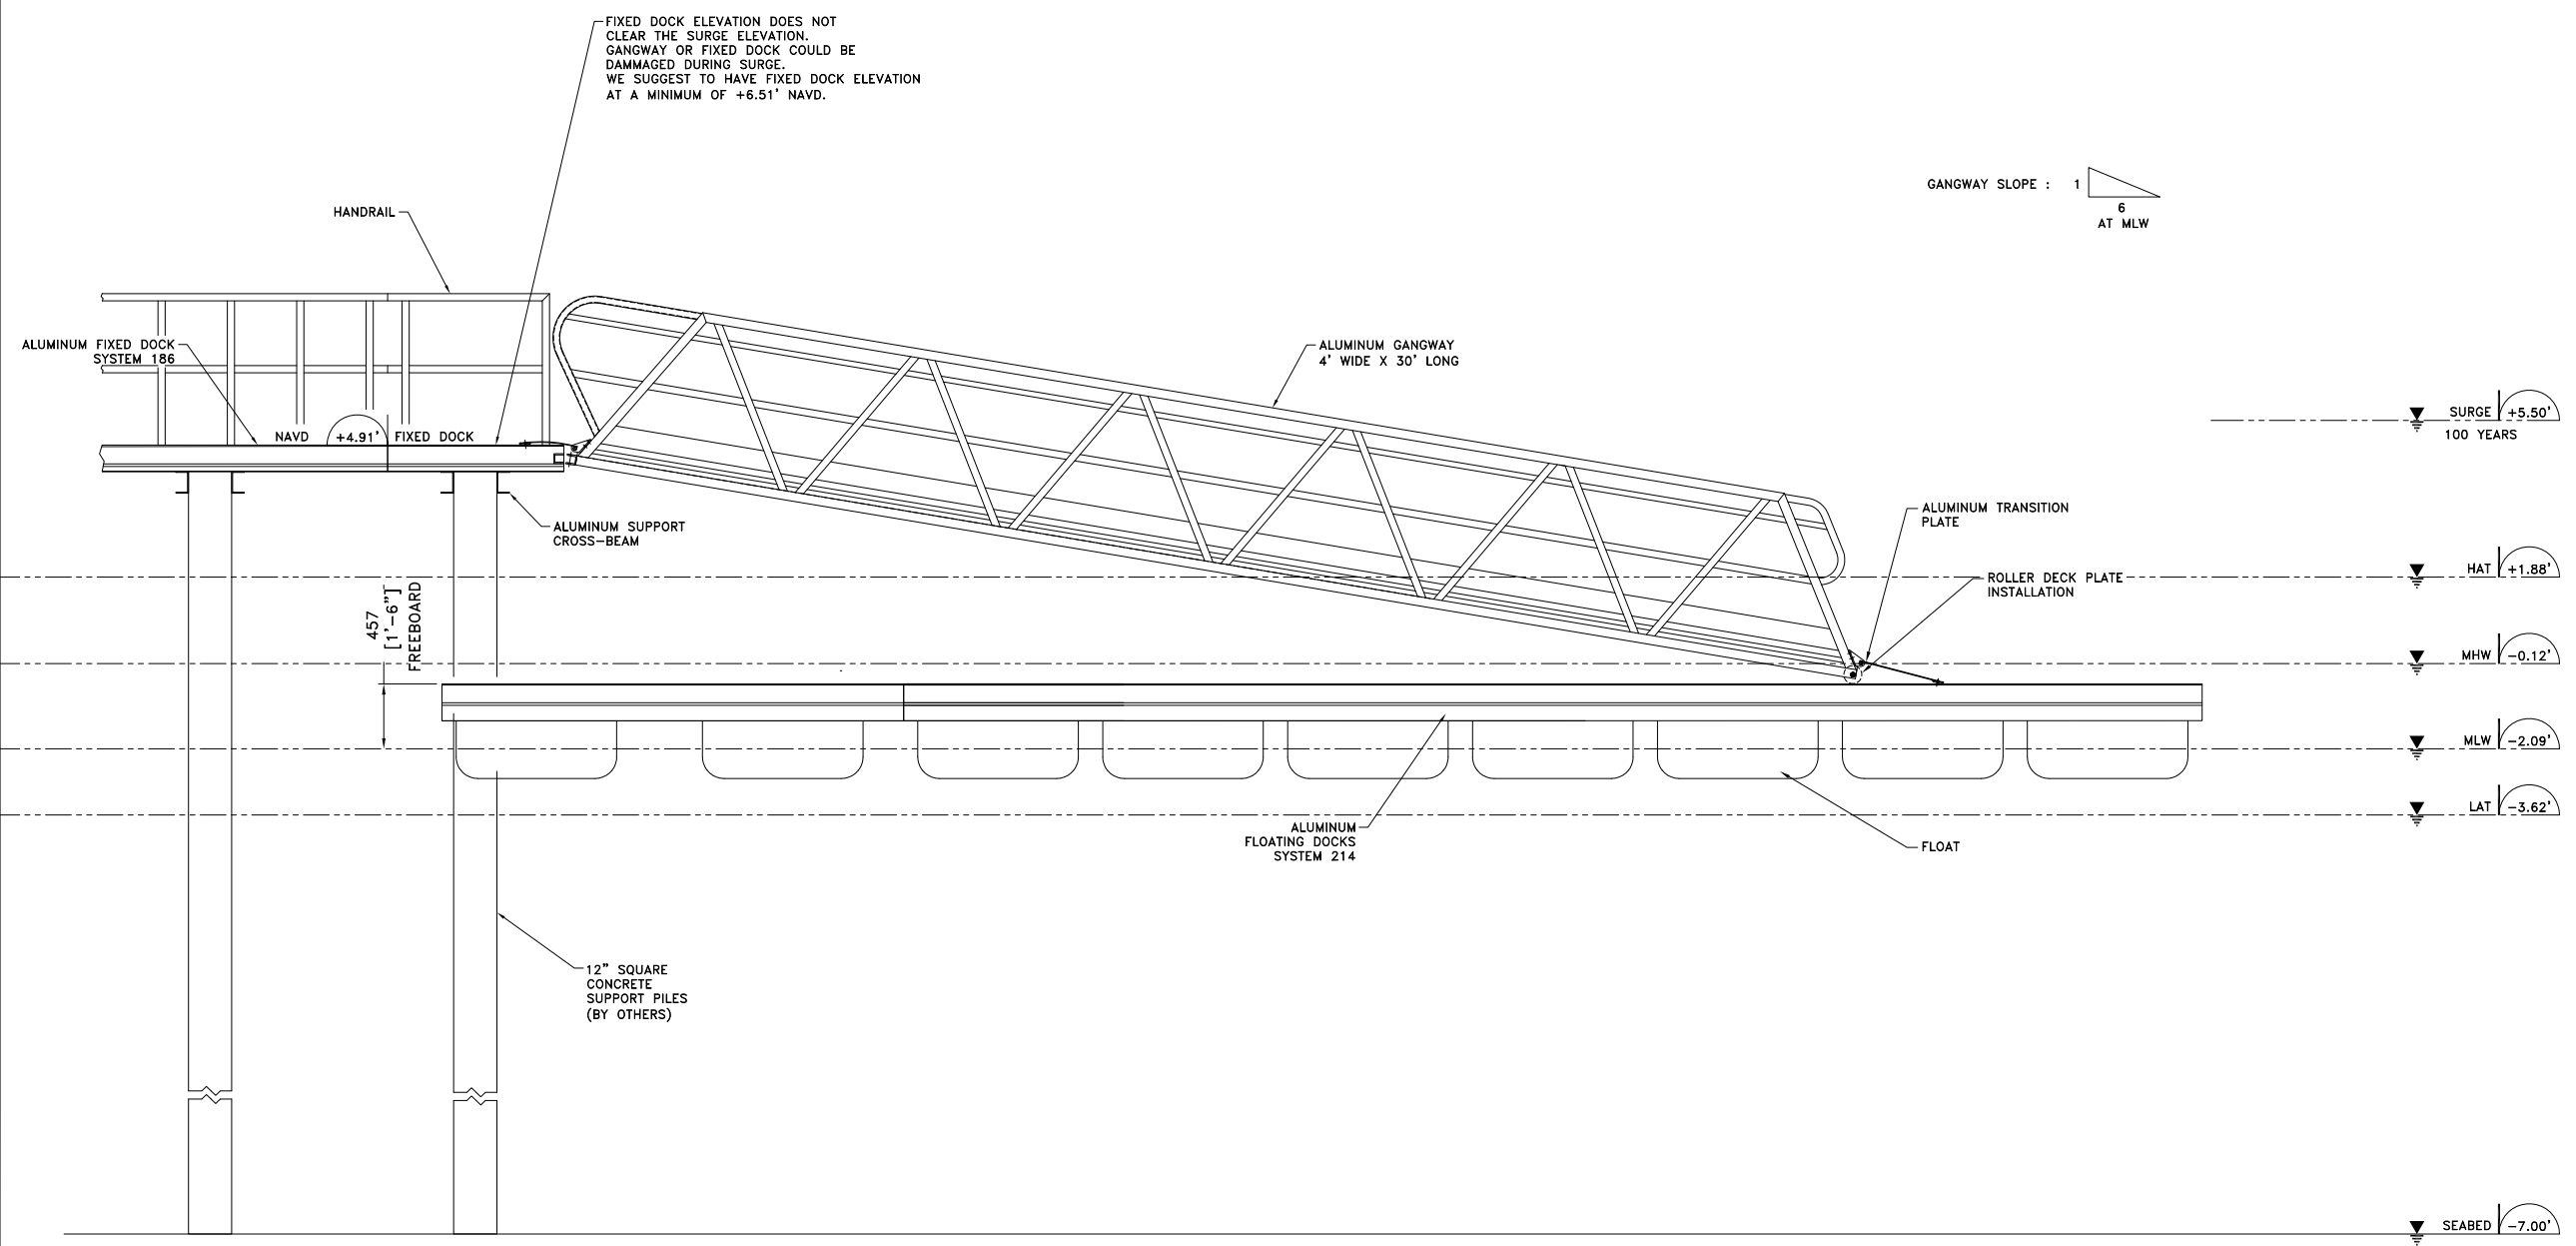 FIXED DOCK ELEVATION DOES NOT
CLEAR THE SURGE ELEVATION.
GANGWAY OR FIXED DOCK COULD BE
DAMMAGED DURING SURGE.
WE SUGGEST TO HAVE FIXED DOCK ELEVATION
AT A MINIMUM OF +6.51' NAVD.
GANGWAY SLOPE : 1
6
AT MLW
HANDRAIL
ALUMINUM FIXED DOCK
SYSTEM 186
ALUMINUM GANGWAY
4' WIDE X 30' LONG
SURGE +5.50'
100 YEARS
NAVD +4.91' FIXED DOCK
ALUMINUM SUPPORT
CROSS-BEAM
ALUMINUM TRANSITION
PLATE
HAT +1.88'
ROLLER DECK PLATE
INSTALLATION
457
[1'-6"]
FREEBOARD
MHW -0.12'
MLW -2.09'
LAT -3.62'
ALUMINUM
FLOATING DOCKS
SYSTEM 214
FLOAT
12" SQUARE
CONCRETE
SUPPORT PILES
(BY OTHERS)
SEABED -7.00'